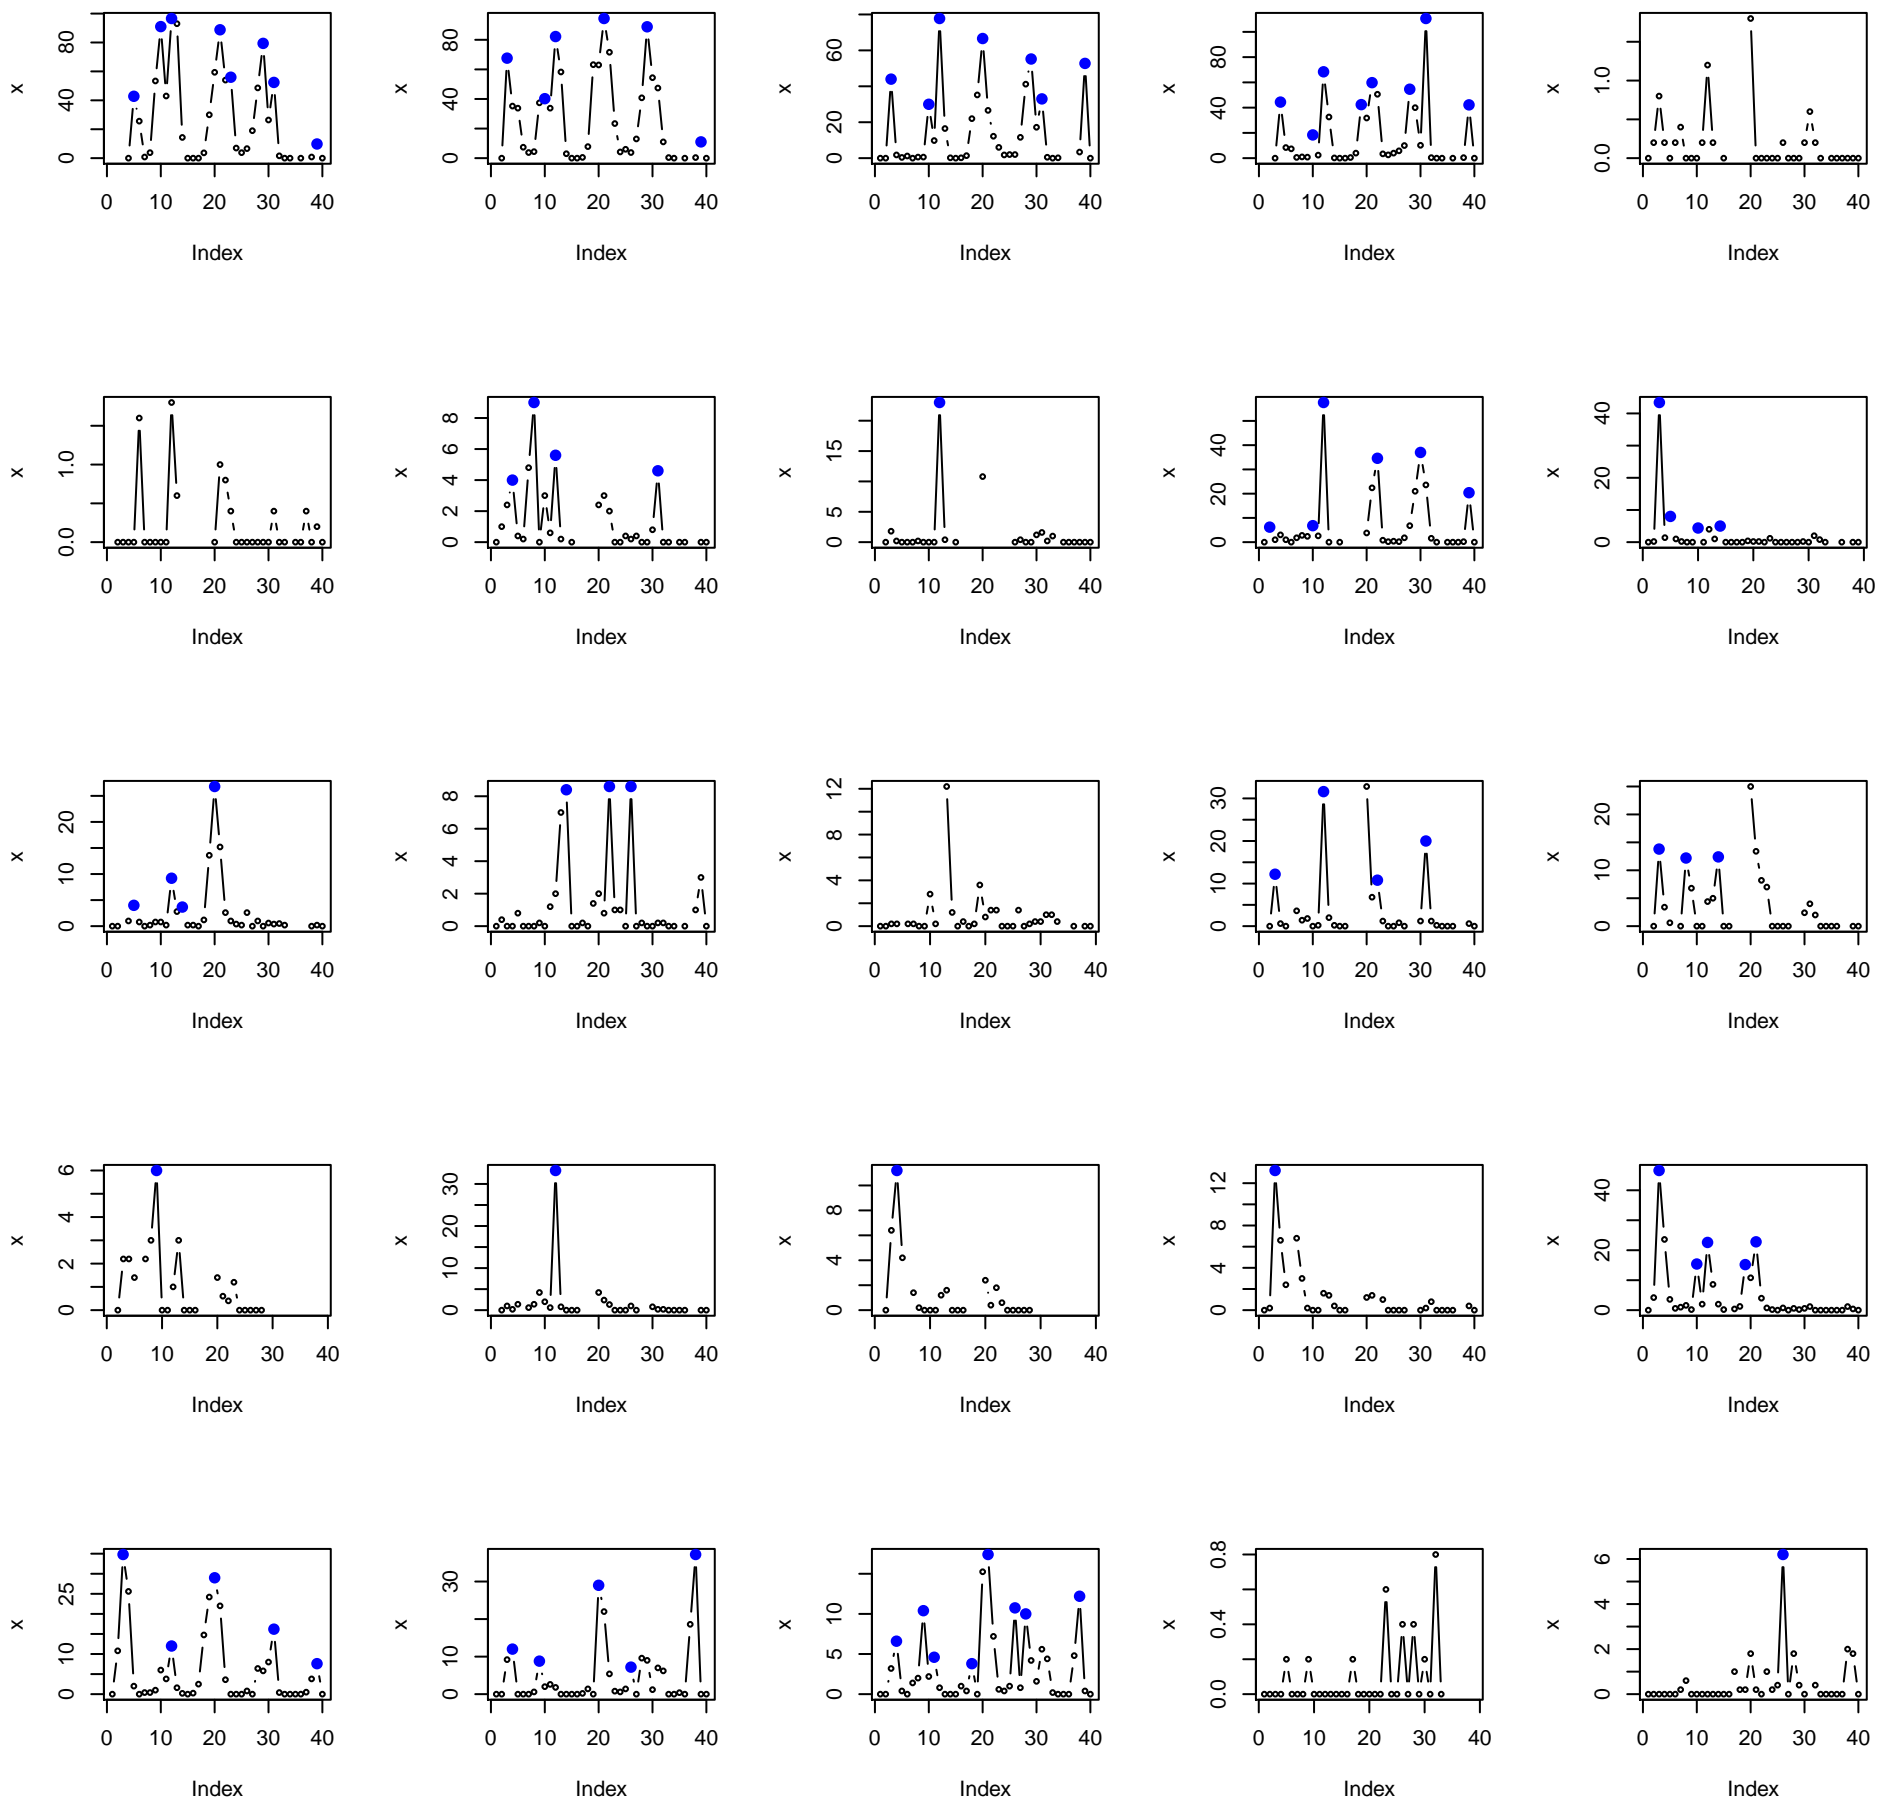 x 0 40 80 0 10 20 30 40 Index
x 0 40 80 0 10 20 30 40 Index
x 0 20 60 0 10 20 30 40 Index
x 0 40 80 0 10 20 30 40 Index
x 0.0 1.0 0 10 20 30 40 Index
x 0.0 1.0 0 10 20 30 40 Index
x 0 2 4 6 8 0 10 20 30 40 Index
x 0 5 15 0 10 20 30 40 Index
x 0 20 40 0 10 20 30 40 Index
x 0 10 20 40 0 10 20 30 40 Index
x 0 10 20 0 10 20 30 40 Index
x 0 2 4 6 8 0 10 20 30 40 Index
x 0 4 8 12 0 10 20 30 40 Index
x 0 10 20 30 0 10 20 30 40 Index
x 0 10 20 0 10 20 30 40 Index
x 0 2 4 6 0 10 20 30 40 Index
x 0 10 20 30 0 10 20 30 40 Index
x 0 4 8 0 10 20 30 40 Index
x 0 4 8 12 0 10 20 30 40 Index
x 0 20 40 0 10 20 30 40 Index
x 0 10 25 0 10 20 30 40 Index
x 0 10 30 0 10 20 30 40 Index
x 0 5 10 0 10 20 30 40 Index
x 0.0 0.4 0.8 0 10 20 30 40 Index
x 0 2 4 6 0 10 20 30 40 Index